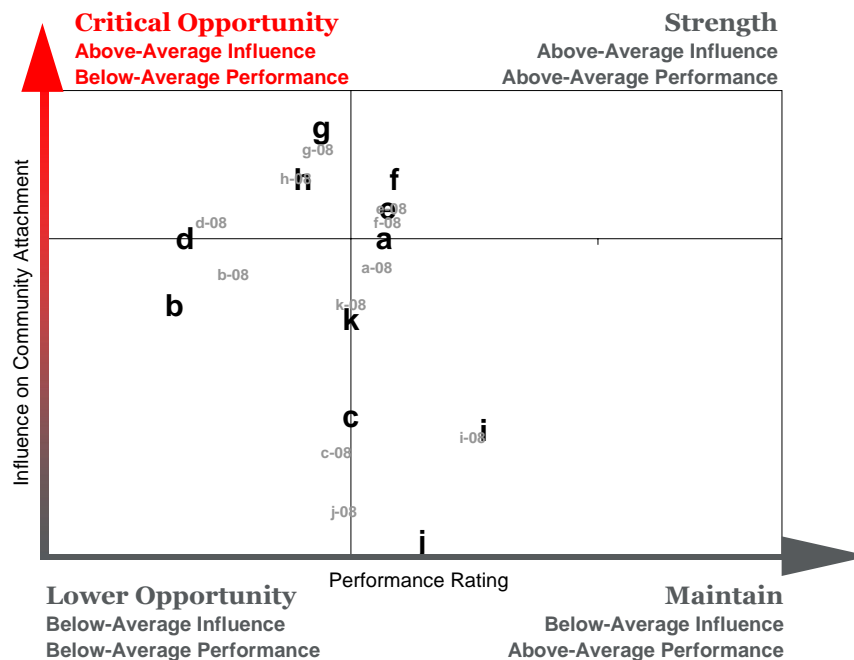 Critical Opportunity
Above-Average Influence
Below-Average Performance
Strength
Above-Average Influence
Above-Average Performance
Influence on Community Attachment
g
g-08
h
h-08
f
e
e-08
f-08
d-08
d
a
b-08
a-08
b
k-08
k
c
i
i-08
c-08
j-08
j
Performance Rating
Lower Opportunity
Below-Average Influence
Below-Average Performance
Maintain
Below-Average Influence
Above-Average Performance